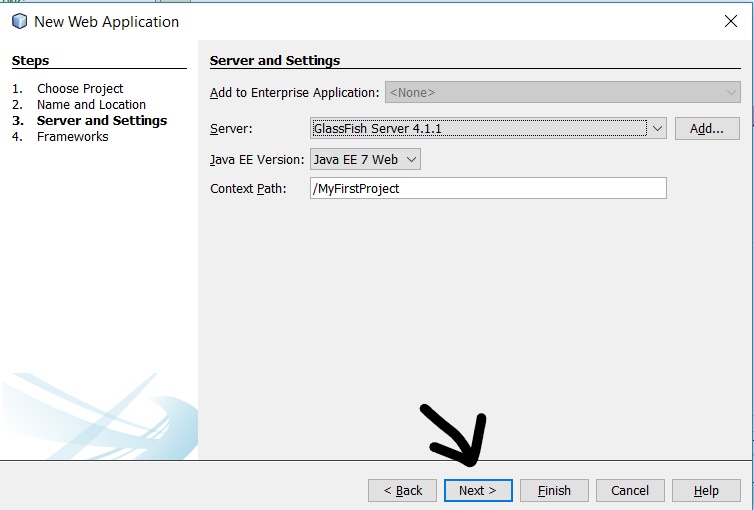 New Web Application
Steps
1. Choose Project
2. Name and Location
3. Server and Settings
4. Frameworks
Server and Settings
Add to Enterprise Application: <None>
Server: GlassFish Server 4.1.1 Add...
Java EE Version: Java EE 7 Web
Context Path: /MyFirstProject
< Back Next > Finish Cancel Help